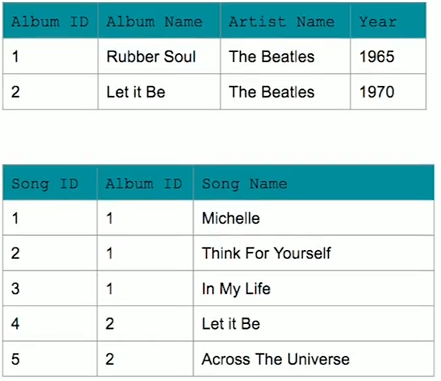 Album ID Album Name Artist Name Year
1 Rubber Soul The Beatles 1965
2 Let it Be The Beatles 1970
Song ID Album ID Song Name
1 1 Michelle
2 1 Think For Yourself
3 1 In My Life
4 2 Let it Be
5 2 Across The Universe